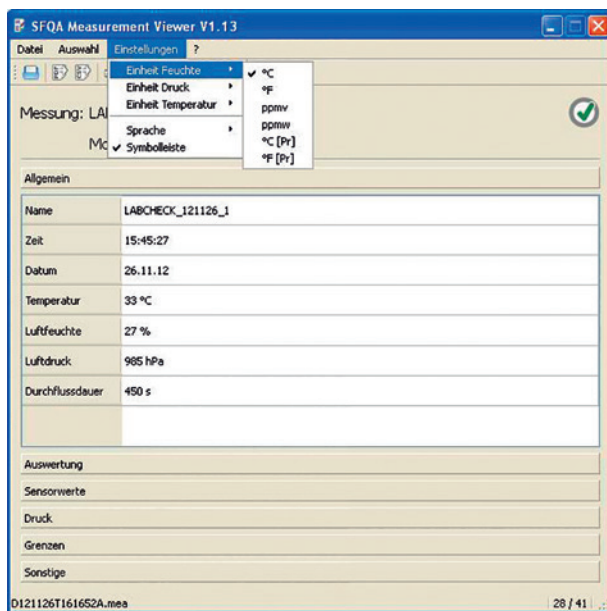 SFQA Measurement Viewer V1.13
Datei Auswahl Einstellungen ?
Einheit Feuchte
Einheit Druck
Einheit Temperatur
Sprache
✓ Symbolleiste
✓ °C
°F
ppmv
ppmw
°C [Pr]
°F [Pr]
Messung: LA
Mo
Allgemein
Name LABCHECK_121126_1
Zeit 15:45:27
Datum 26.11.12
Temperatur 33 °C
Luftfeuchte 27 %
Luftdruck 985 hPa
Durchflussdauer 450 s
Auswertung
Sensorwerte
Druck
Grenzen
Sonstige
D121126T161652A.mea 28 / 41